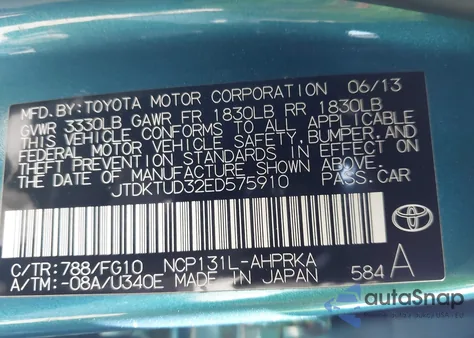 MFD. BY: TOYOTA MOTOR CORPORATION 06/13
GVWR 3330LB GAWR FR 1830LB RR 1830LB
THIS VEHICLE CONFORMS TO ALL APPLICABLE
FEDERAL MOTOR VEHICLE SAFETY, BUMPER, AND
THEFT PREVENTION STANDARDS IN EFFECT ON
THE DATE OF MANUFACTURE SHOWN ABOVE.
JTDKTUD32ED575910 PASS.CAR
C/TR: 788/FG10 NCP131L-AHPRKA
A/TM: -08A/U340E MADE IN JAPAN 584 A
TOYOTA
autoSnap